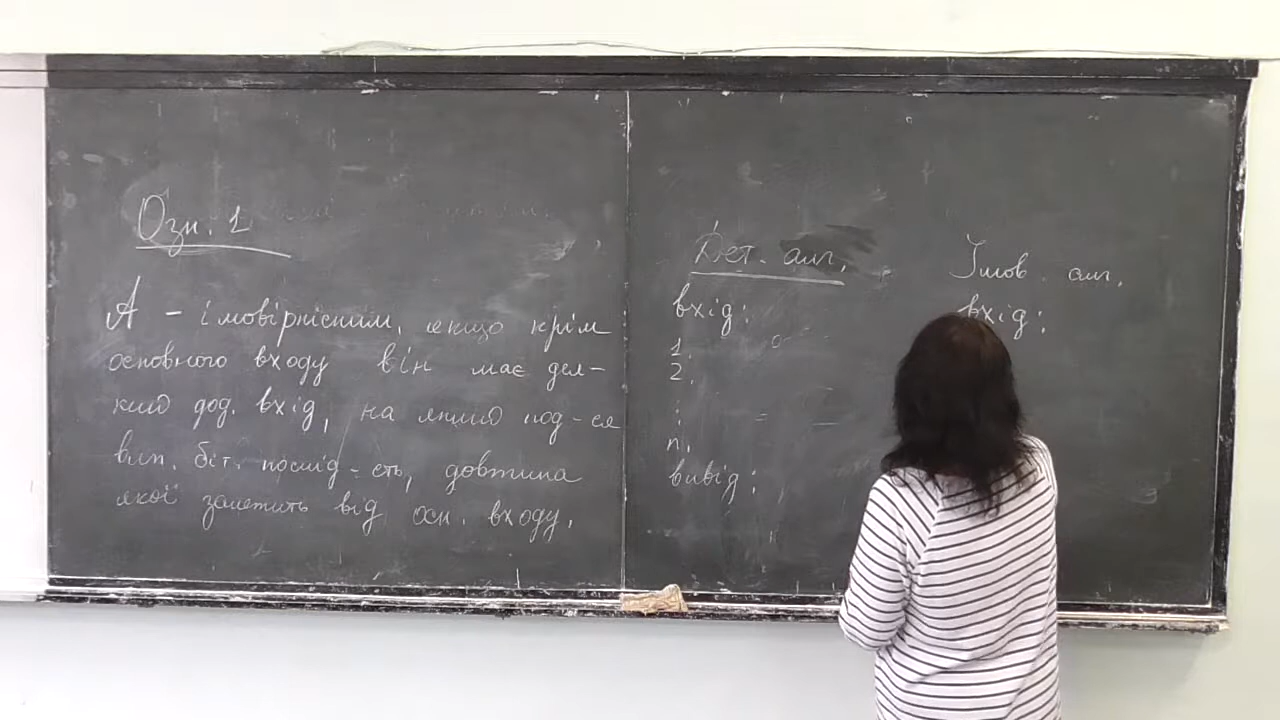 Озн. 1
А – імовірнісним, якщо крім
основного входу він має дея-
кий дод. вхід, на який под-ся
вип. біт. послід-сть, довжина
якої залежить від осн. входу.
Дет. алг.
вхід:
1.
2.
:
n.
вивід:
Імов. алг.
вхід: